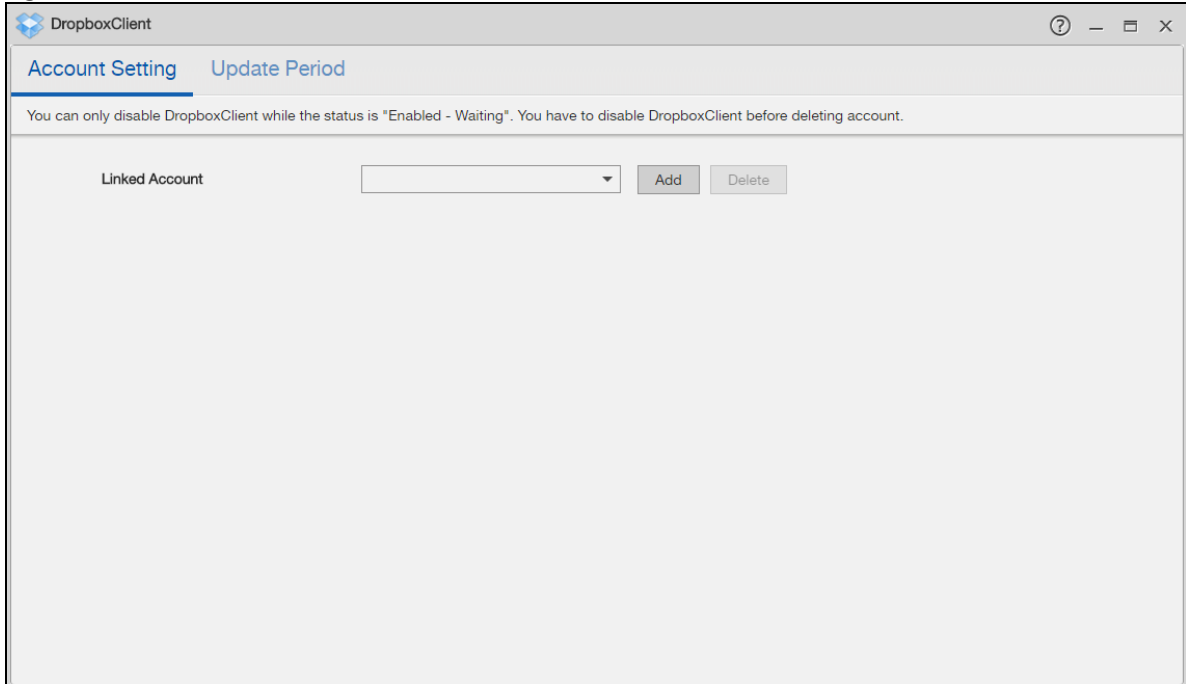 DropboxClient
Account Setting Update Period
You can only disable DropboxClient while the status is "Enabled - Waiting". You have to disable DropboxClient before deleting account.
Linked Account Add Delete